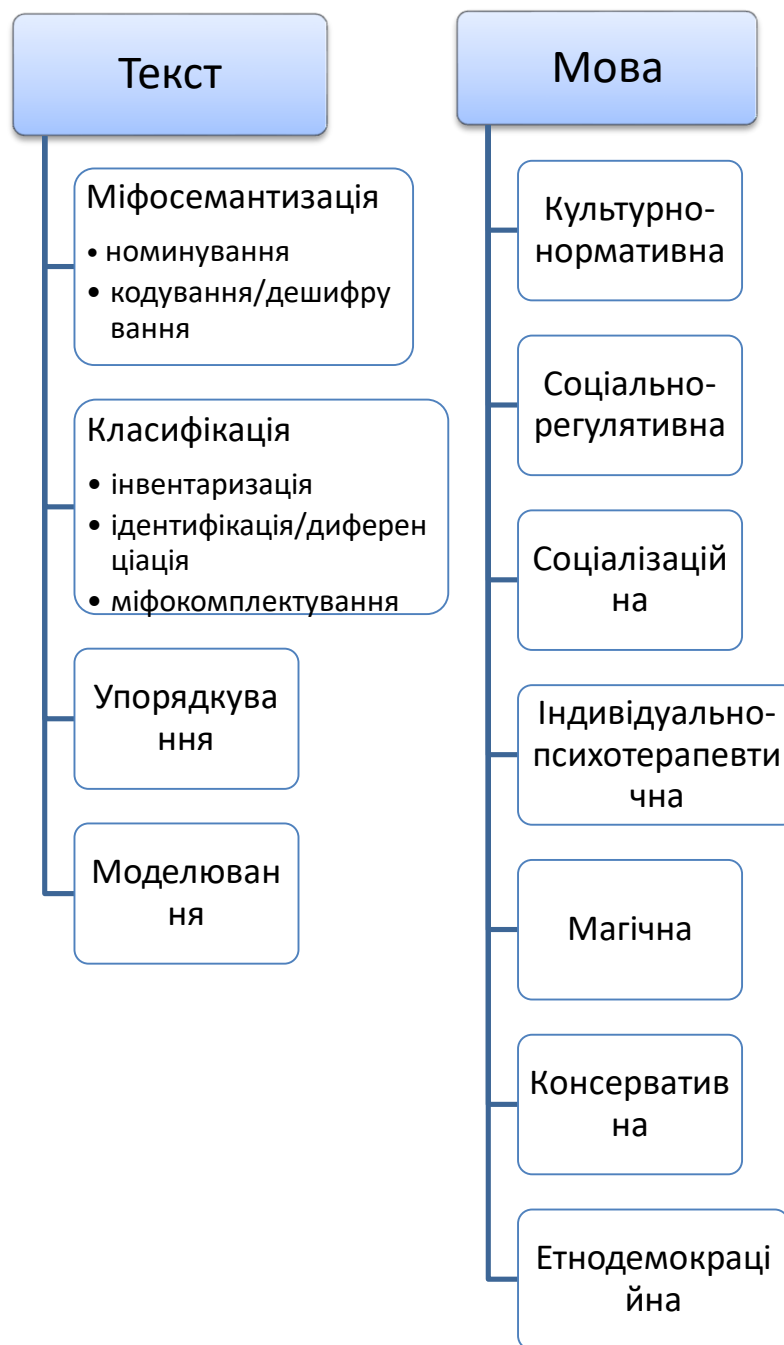 Текст
Міфосемантизація
• номинування
• кодування/дешифру
вання
Класифікація
• інвентаризація
• ідентифікація/диферен
ціація
• міфокомплектування
Упорядкува
ння
Моделюван
ня
Мова
Культурно-
нормативна
Соціально-
регулятивна
Соціалізацій
на
Індивідуально-
психотерапевти
чна
Магічна
Консерватив
на
Етнодемокраці
йна